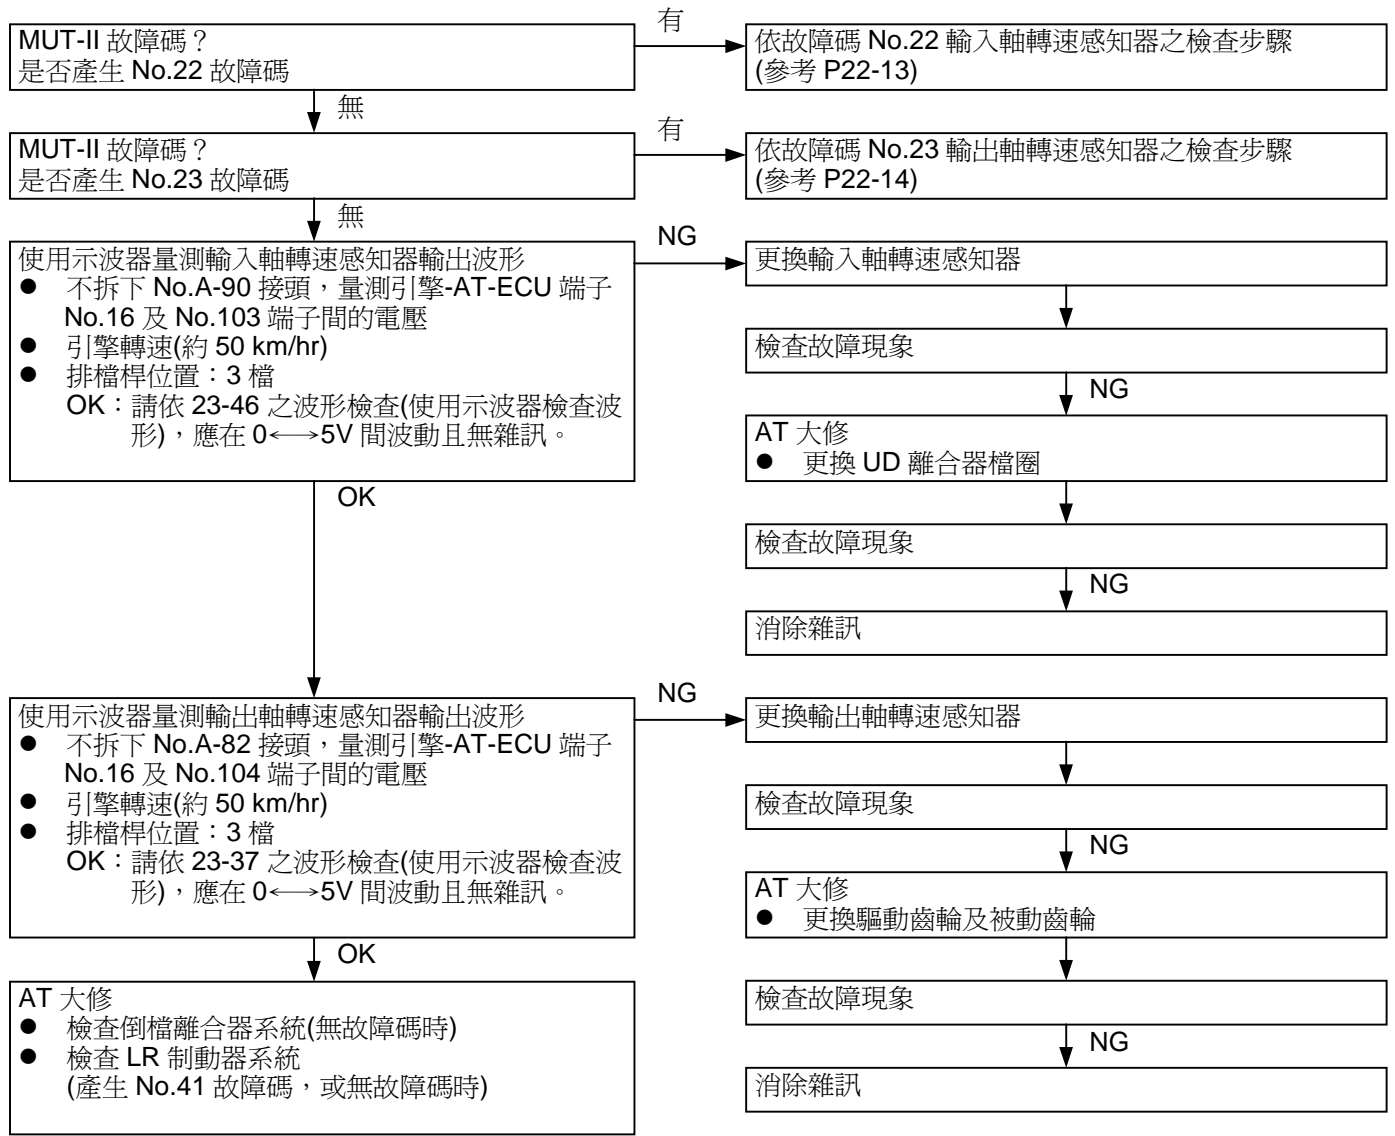 MUT-II 故障碼？
是否產生 No.22 故障碼
有
依故障碼 No.22 輸入軸轉速感知器之檢查步驟
(參考 P22-13)
無
MUT-II 故障碼？
是否產生 No.23 故障碼
有
依故障碼 No.23 輸出軸轉速感知器之檢查步驟
(參考 P22-14)
無
使用示波器量測輸入軸轉速感知器輸出波形
● 不拆下 No.A-90 接頭，量測引擎-AT-ECU 端子
No.16 及 No.103 端子間的電壓
● 引擎轉速(約 50 km/hr)
● 排檔桿位置：3 檔
OK：請依 23-46 之波形檢查(使用示波器檢查波
形)，應在 0←→5V 間波動且無雜訊。
NG
更換輸入軸轉速感知器
檢查故障現象
NG
AT 大修
● 更換 UD 離合器檔圈
檢查故障現象
NG
消除雜訊
OK
使用示波器量測輸出軸轉速感知器輸出波形
● 不拆下 No.A-82 接頭，量測引擎-AT-ECU 端子
No.16 及 No.104 端子間的電壓
● 引擎轉速(約 50 km/hr)
● 排檔桿位置：3 檔
OK：請依 23-37 之波形檢查(使用示波器檢查波
形)，應在 0←→5V 間波動且無雜訊。
NG
更換輸出軸轉速感知器
檢查故障現象
NG
AT 大修
● 更換驅動齒輪及被動齒輪
檢查故障現象
NG
消除雜訊
OK
AT 大修
● 檢查倒檔離合器系統(無故障碼時)
● 檢查 LR 制動器系統
(產生 No.41 故障碼，或無故障碼時)